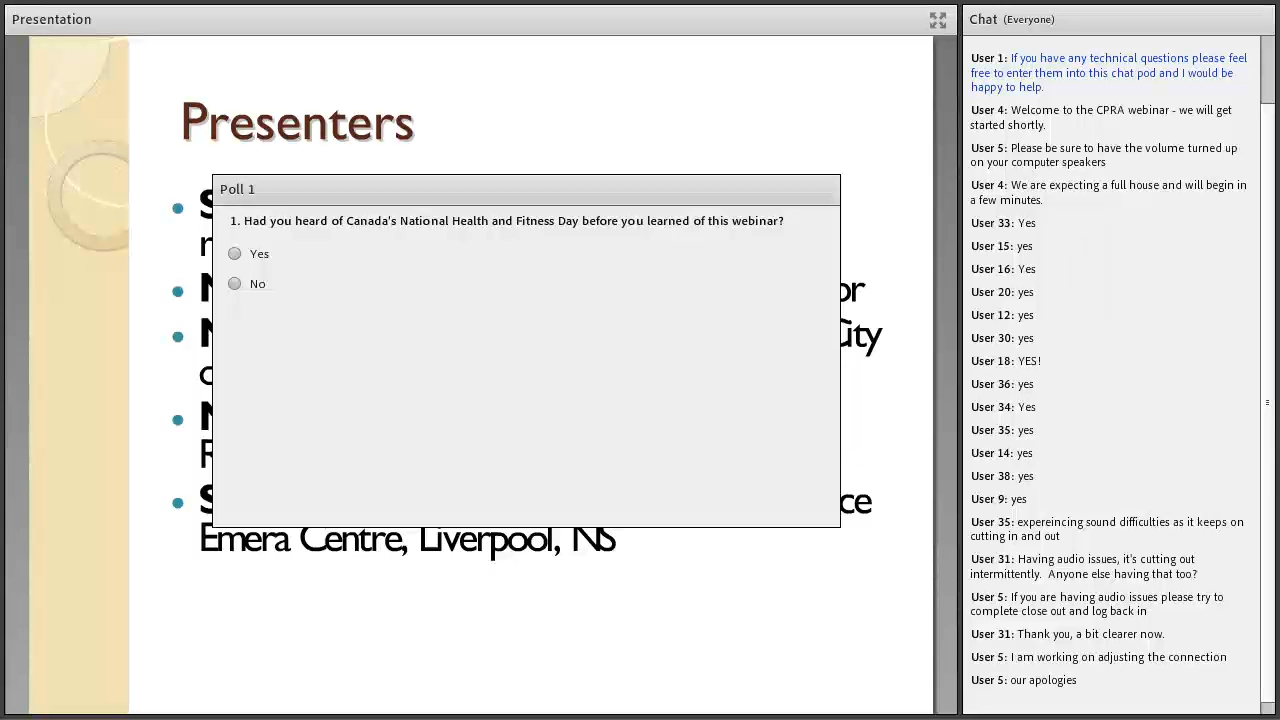 Presentation
Presenters
Poll 1
1. Had you heard of Canada's National Health and Fitness Day before you learned of this webinar?
Yes
No
or
City
ce
Emera Centre, Liverpool, NS
Chat (Everyone)
User 1: If you have any technical questions please feel
free to enter them into this chat pod and I would be
happy to help.
User 4: Welcome to the CPRA webinar - we will get
started shortly.
User 5: Please be sure to have the volume turned up
on your computer speakers
User 4: We are expecting a full house and will begin in
a few minutes.
User 33: Yes
User 15: yes
User 16: Yes
User 20: yes
User 12: yes
User 30: yes
User 18: YES!
User 36: yes
User 34: Yes
User 35: yes
User 14: yes
User 38: yes
User 9: yes
User 35: expereincing sound difficulties as it keeps on
cutting in and out
User 31: Having audio issues, it's cutting out
intermittently. Anyone else having that too?
User 5: If you are having audio issues please try to
complete close out and log back in
User 31: Thank you, a bit clearer now.
User 5: I am working on adjusting the connection
User 5: our apologies